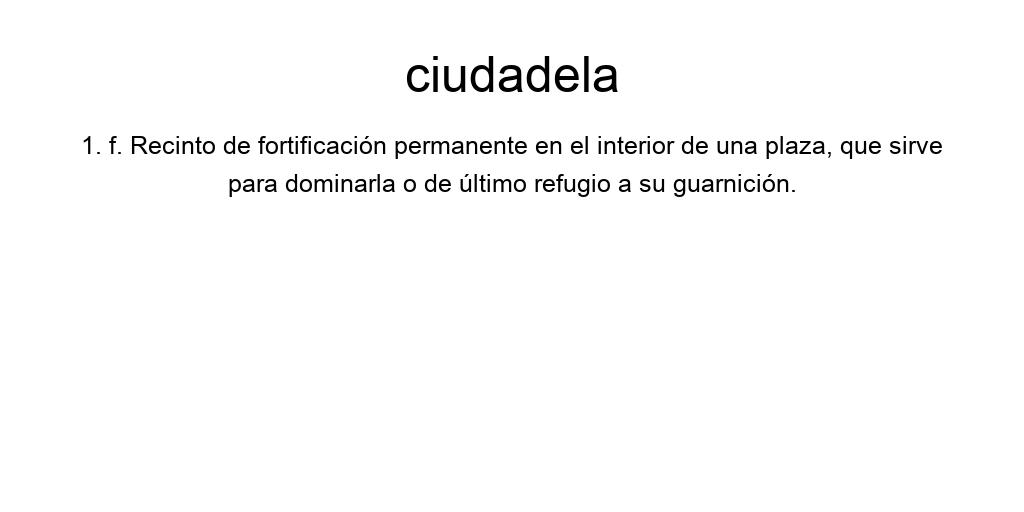 ciudadela
1. f. Recinto de fortificación permanente en el interior de una plaza, que sirve
para dominarla o de último refugio a su guarnición.